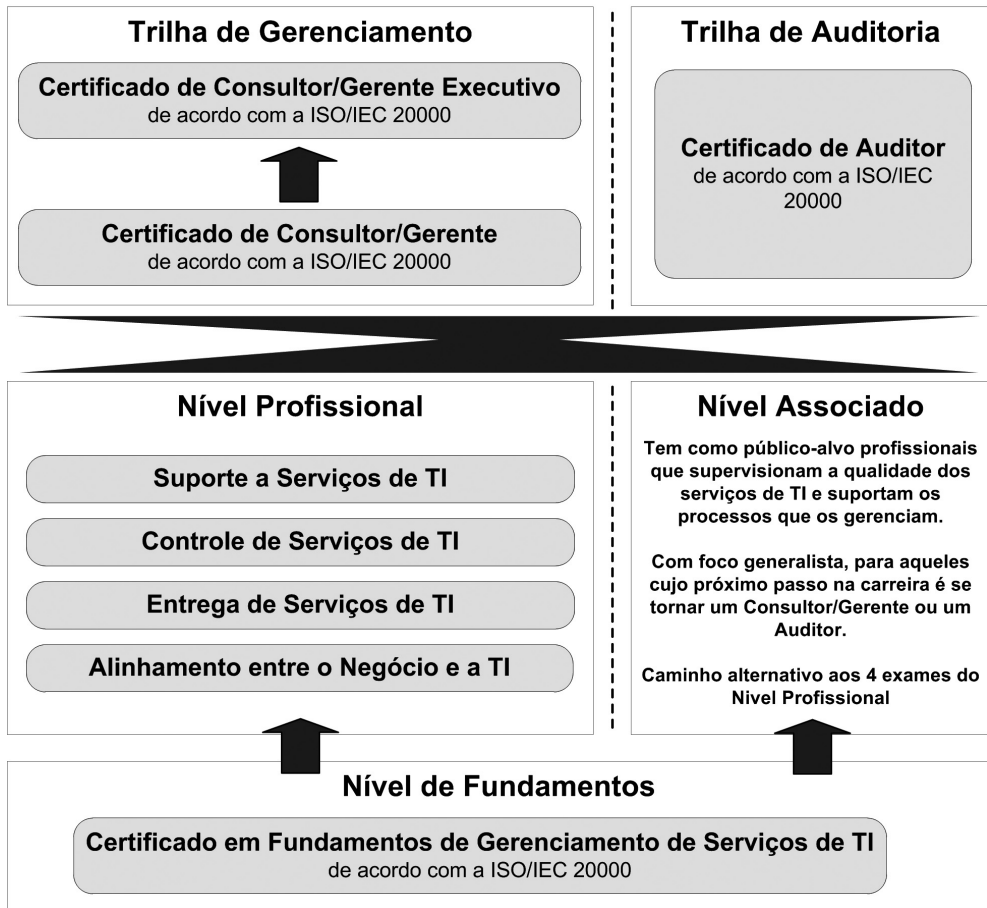 Trilha de Gerenciamento
Certificado de Consultor/Gerente Executivo
de acordo com a ISO/IEC 20000
Certificado de Consultor/Gerente
de acordo com a ISO/IEC 20000
Trilha de Auditoria
Certificado de Auditor
de acordo com a ISO/IEC
20000
Nível Profissional
Suporte a Serviços de TI
Controle de Serviços de TI
Entrega de Serviços de TI
Alinhamento entre o Negócio e a TI
Nível Associado
Tem como público-alvo profissionais
que supervisionam a qualidade dos
serviços de TI e suportam os
processos que os gerenciam.
Com foco generalista, para aqueles
cujo próximo passo na carreira é se
tornar um Consultor/Gerente ou um
Auditor.
Caminho alternativo aos 4 exames do
Nivel Profissional
Nível de Fundamentos
Certificado em Fundamentos de Gerenciamento de Serviços de TI
de acordo com a ISO/IEC 20000